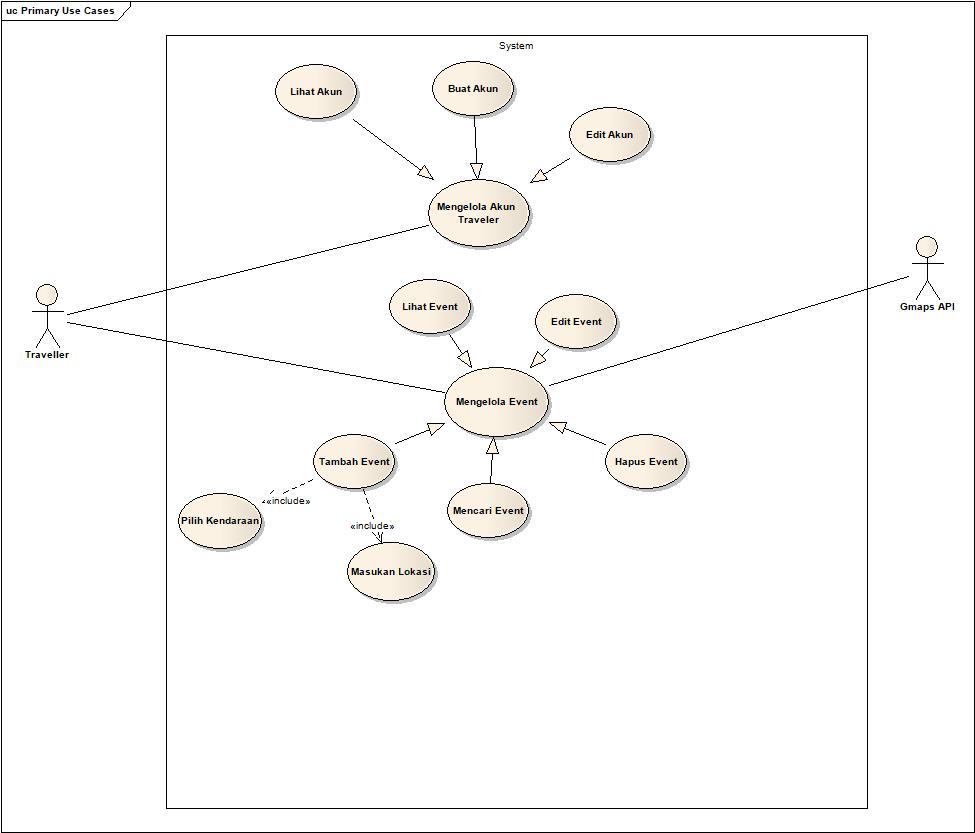 uc Primary Use Cases
System
Lihat Akun
Buat Akun
Edit Akun
Mengelola Akun
Traveler
Lihat Event
Edit Event
Gmaps API
Traveller
Mengelola Event
Tambah Event
Hapus Event
«include»
Mencari Event
Pilih Kendaraan
«include»
Masukan Lokasi